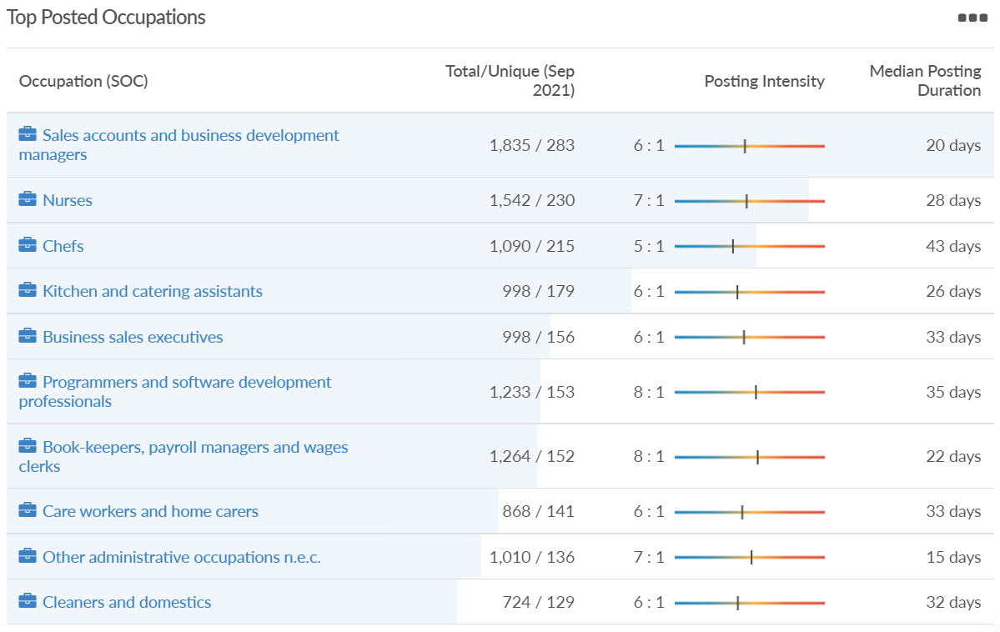 Top Posted Occupations
Occupation (SOC)
Total/Unique (Sep
2021)
Posting Intensity
Median Posting
Duration
Sales accounts and business development
managers
1,835 / 283
6 : 1
20 days
Nurses
1,542 / 230
7 : 1
28 days
Chefs
1,090 / 215
5 : 1
43 days
Kitchen and catering assistants
998 / 179
6 : 1
26 days
Business sales executives
998 / 156
6 : 1
33 days
Programmers and software development
professionals
1,233 / 153
8 : 1
35 days
Book-keepers, payroll managers and wages
clerks
1,264 / 152
8 : 1
22 days
Care workers and home carers
868 / 141
6 : 1
33 days
Other administrative occupations n.e.c.
1,010 / 136
7 : 1
15 days
Cleaners and domestics
724 / 129
6 : 1
32 days